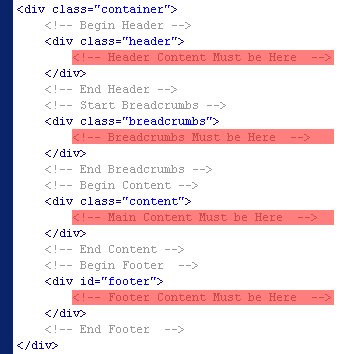 <div class="container">
<!-- Begin Header -->
<div class="header">
<!-- Header Content Must be Here  -->
</div>
<!-- End Header -->
<!-- Start Breadcrumbs -->
<div class="breadcrumbs">
<!-- Breadcrumbs Must be Here  -->
</div>
<!-- End Breadcrumbs -->
<!-- Begin Content -->
<div class="content">
<!-- Main Content Must be Here  -->
</div>
<!-- End Content -->
<!-- Begin Footer  -->
<div id="footer">
<!-- Footer Content Must be Here  -->
</div>
<!-- End Footer  -->
</div>